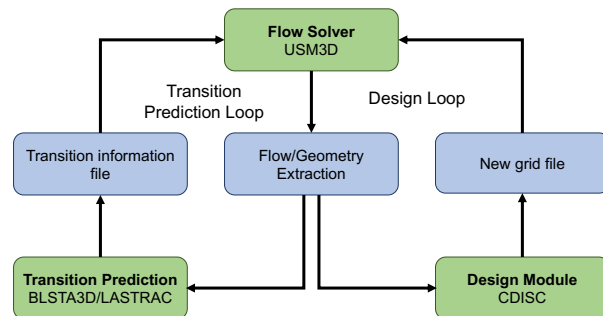 Flow Solver
USM3D
Transition
Prediction Loop
Design Loop
Transition information
file
Flow/Geometry
Extraction
New grid file
Transition Prediction
BLSTA3D/LASTRAC
Design Module
CDISC